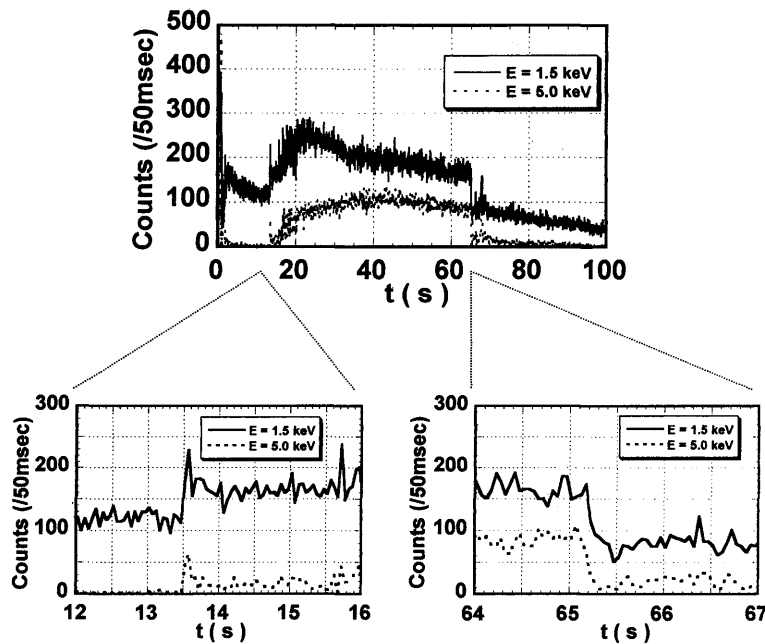 500
400
300
200
100
0
Counts (/50msec)
E = 1.5 keV
E = 5.0 keV
0 20 40 60 80 100
t ( s )
300
200
100
0
Counts (/50msec)
E = 1.5 keV
E = 5.0 keV
12 13 14 15 16
t ( s )
300
200
100
0
Counts (/50msec)
E = 1.5 keV
E = 5.0 keV
64 65 66 67
t ( s )